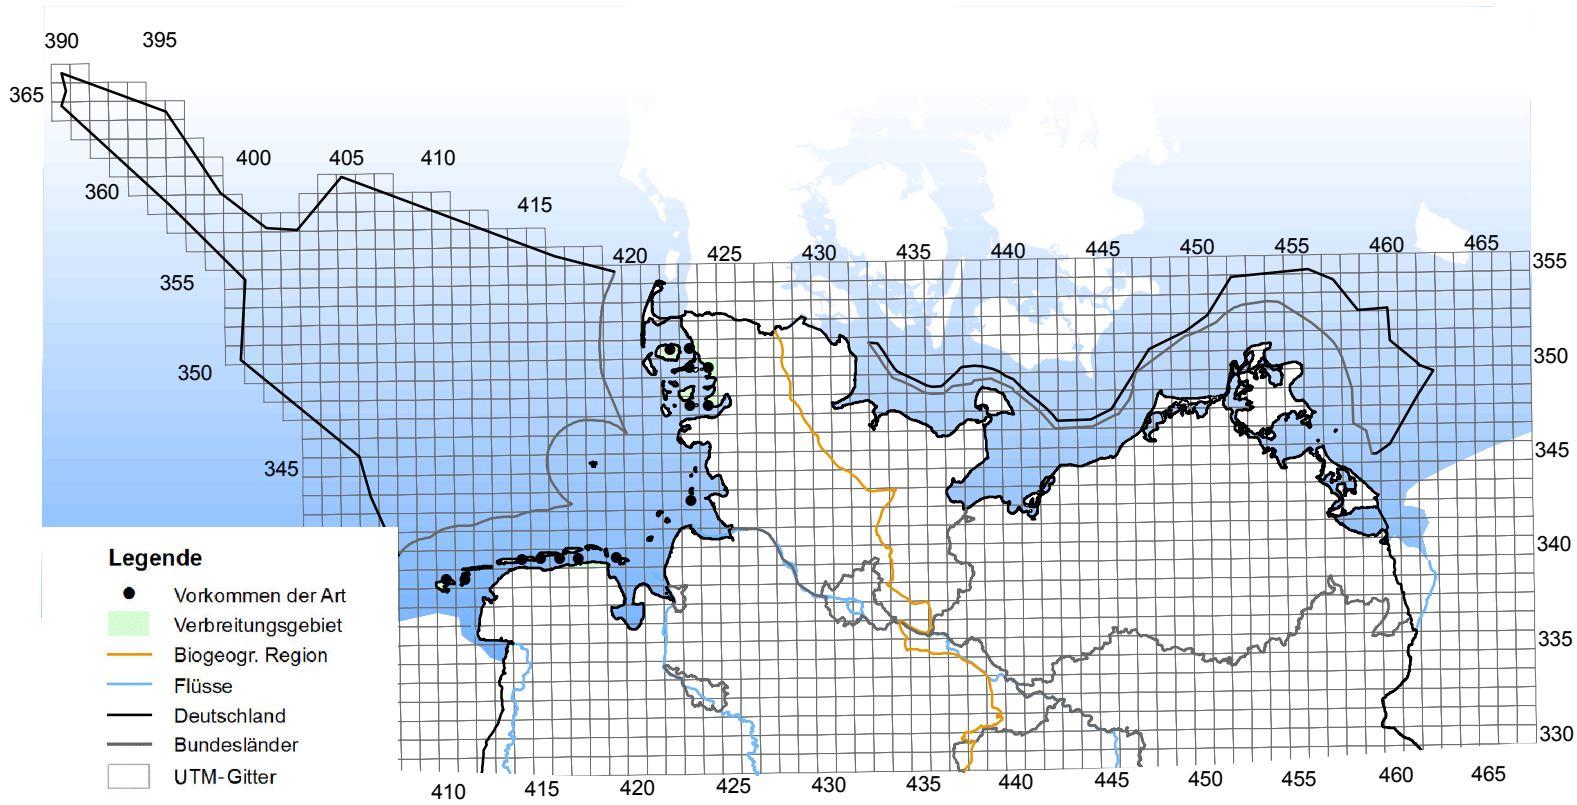 390 395
365
400 405 410
360
415
420 425 430 435 440 445 450 455 460 465
355 355
350 350
345 345
340
335
330
Legende
Vorkommen der Art
Verbreitungsgebiet
Biogeogr. Region
Flüsse
Deutschland
Bundesländer
UTM-Gitter
410 415 420 425 430 435 440 445 450 455 460 465